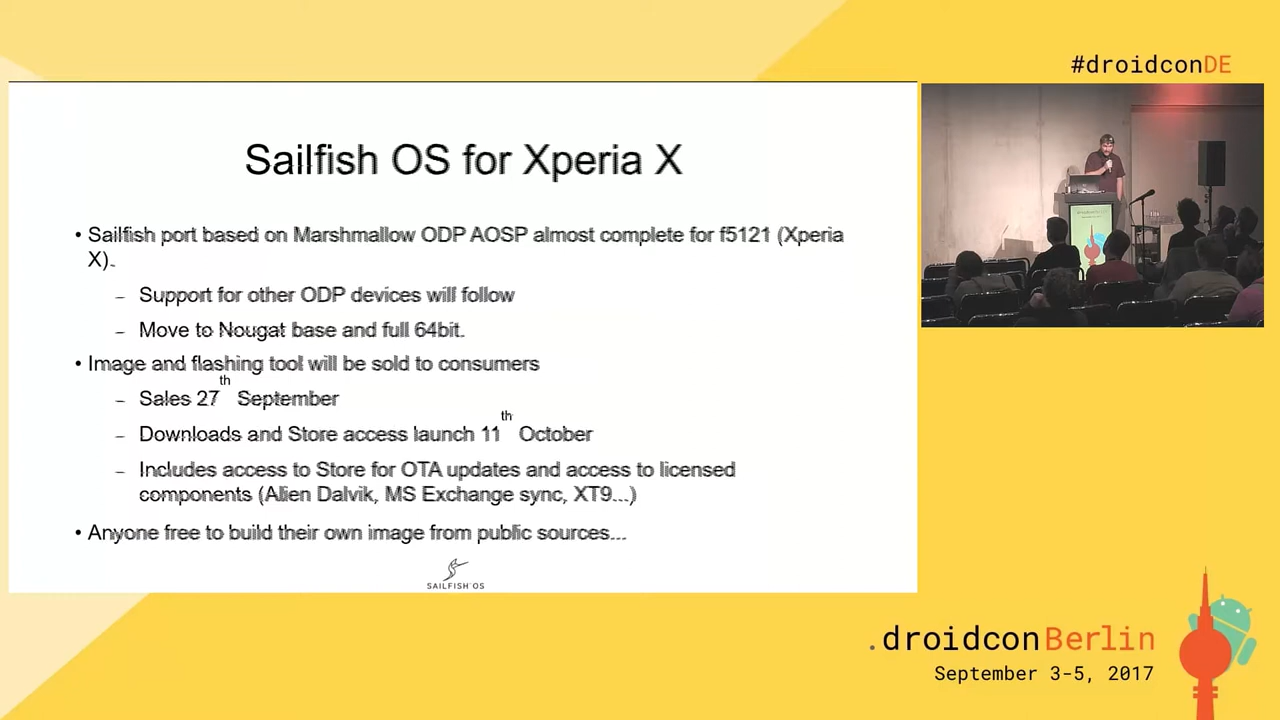 #droidconDE
Sailfish OS for Xperia X
• Sailfish port based on Marshmallow ODP AOSP almost complete for f5121 (Xperia
X).
– Support for other ODP devices will follow
– Move to Nougat base and full 64bit.
• Image and flashing tool will be sold to consumers
– Sales 27th September
– Downloads and Store access launch 11th October
– Includes access to Store for OTA updates and access to licensed
components (Alien Dalvik, MS Exchange sync, XT9...)
• Anyone free to build their own image from public sources...
SAILFISH OS
.droidconBerlin
September 3-5, 2017